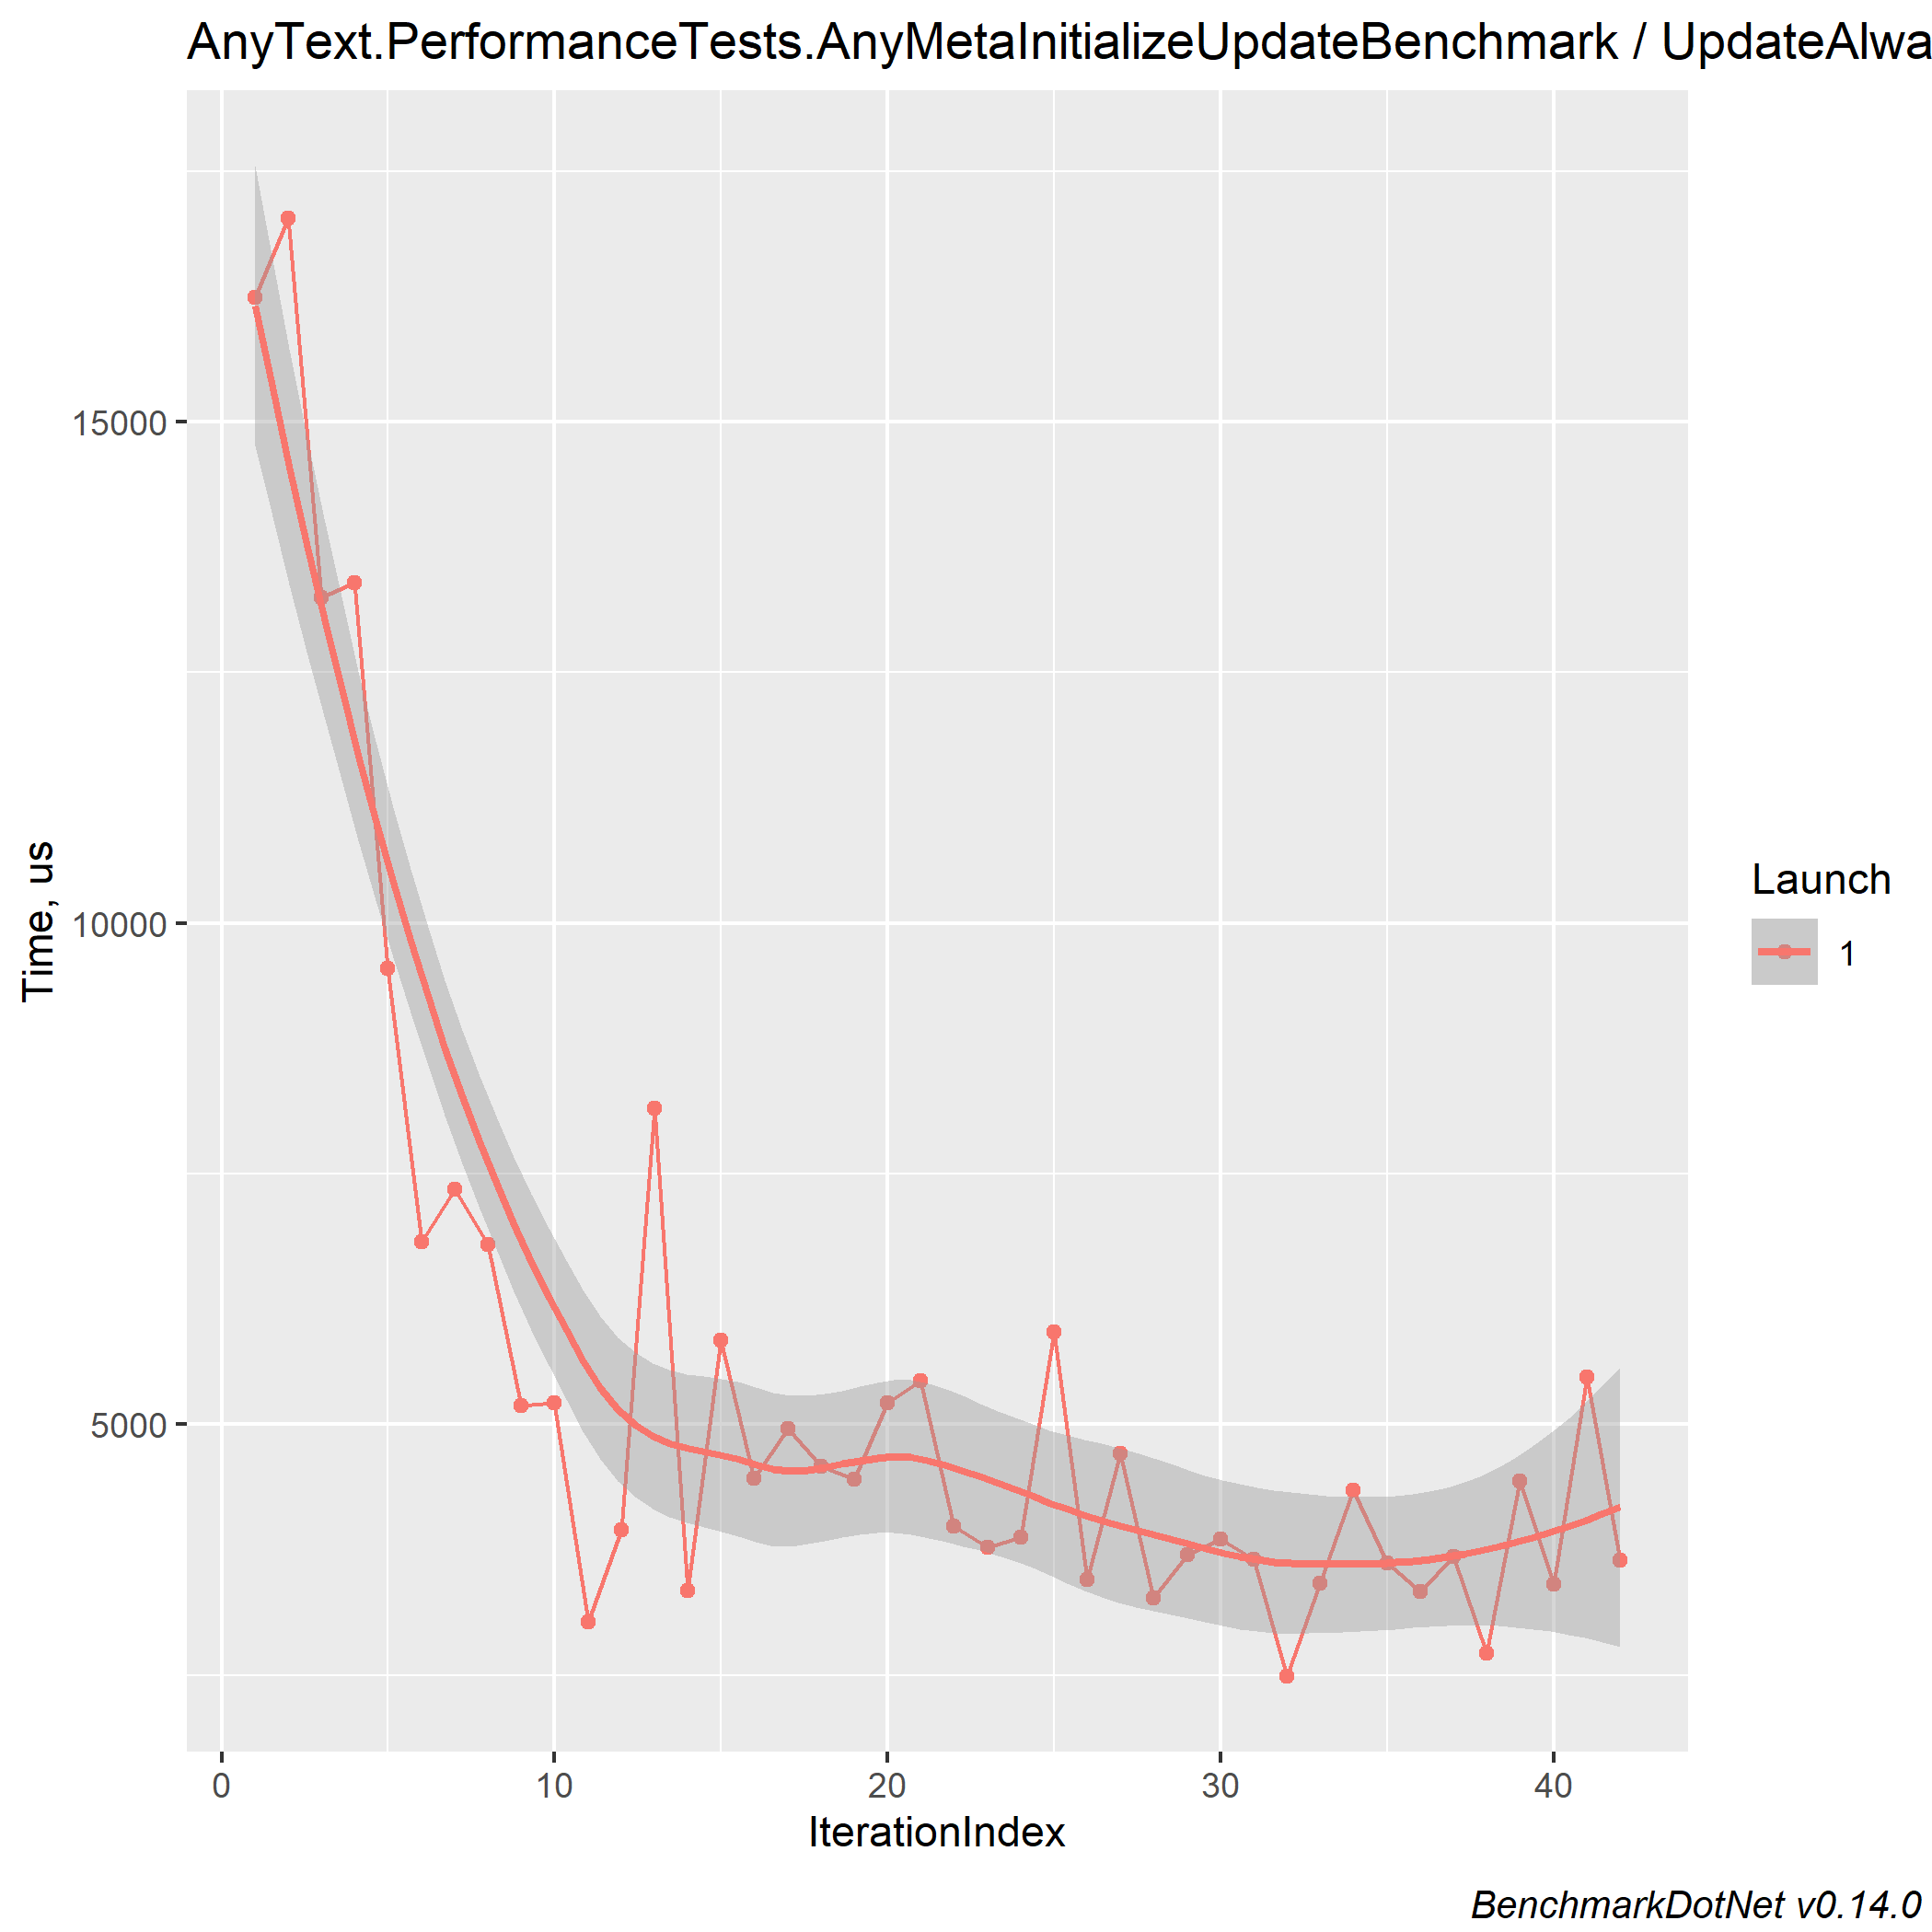 AnyText.PerformanceTests.AnyMetaInitializeUpdateBenchmark / UpdateAlwa
15000
10000
5000
Time, us
0 10 20 30 40
IterationIndex
Launch
1
BenchmarkDotNet v0.14.0